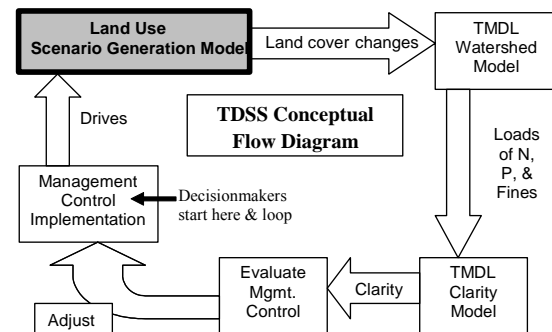 Land Use
Scenario Generation Model
Land cover changes
TMDL
Watershed
Model
Drives
TDSS Conceptual
Flow Diagram
Loads
of N,
P, &
Fines
Management
Control
Implementation
Decisionmakers
start here & loop
Evaluate
Mgmt.
Control
Clarity
TMDL
Clarity
Model
Adjust